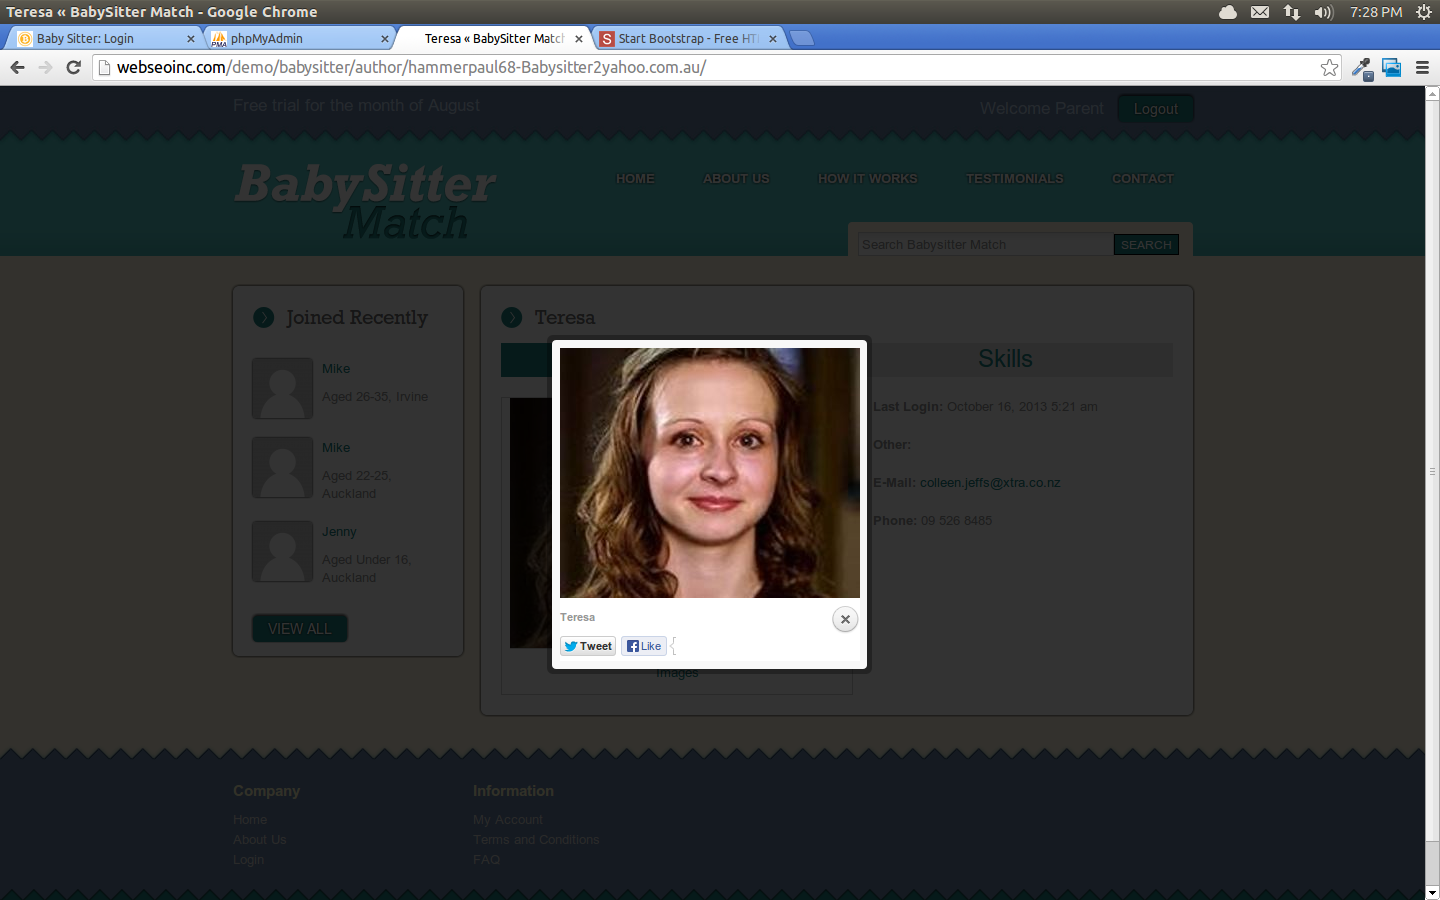 Teresa « BabySitter Match - Google Chrome
7:28 PM
Baby Sitter: Login
phpMyAdmin
Teresa « BabySitter Match
Start Bootstrap - Free HT
webseoinc.com/demo/babysitter/author/hammerpaul68-Babysitter2yahoo.com.au/
Free trial for the month of August
Welcome Parent
Logout
BabySitter
Match
HOME
ABOUT US
HOW IT WORKS
TESTIMONIALS
CONTACT
Search Babysitter Match
SEARCH
Joined Recently
Mike
Aged 26-35, Irvine
Mike
Aged 22-25,
Auckland
Jenny
Aged Under 16,
Auckland
VIEW ALL
Teresa
Skills
Last Login: October 16, 2013 5:21 am
Other:
E-Mail: colleen.jeffs@xtra.co.nz
Phone: 09 526 8485
Teresa
Tweet
Like
Images
Company
Home
About Us
Login
Information
My Account
Terms and Conditions
FAQ